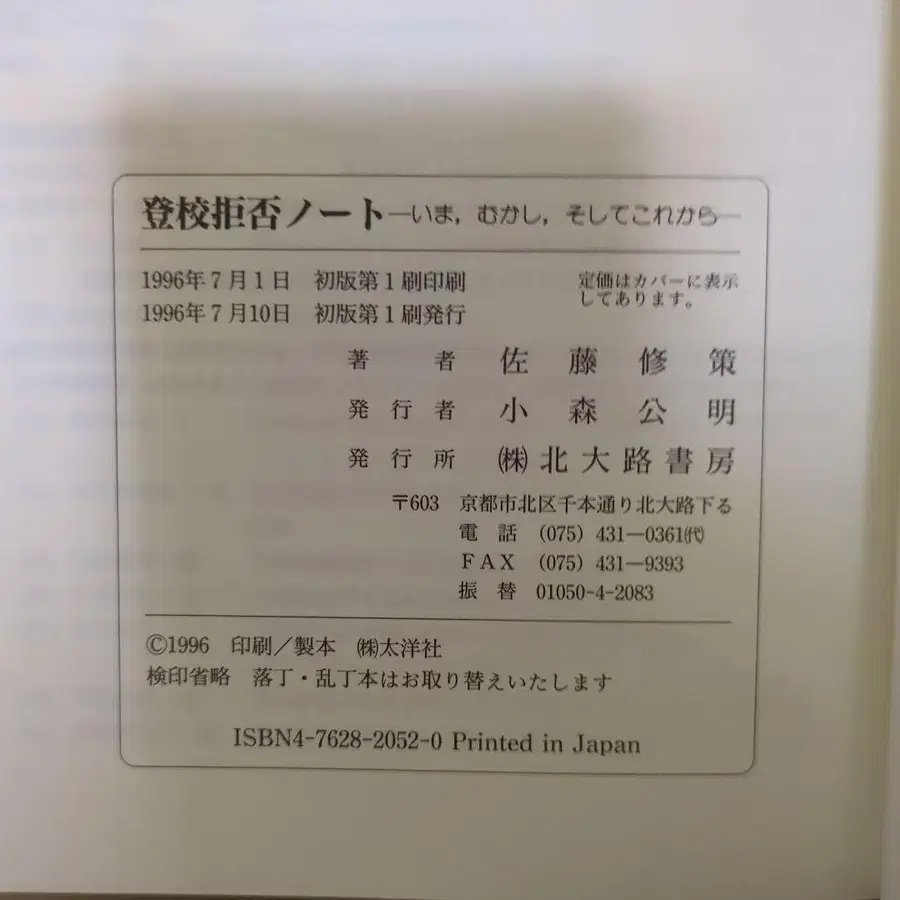 登校拒否ノート―いま，むかし，そしてこれから―
1996年7月1日　初版第1刷印刷
1996年7月10日　初版第1刷発行
定価はカバーに表示
してあります。
著　者　佐藤修策
発行者　小森公明
発行所　㈱北大路書房
〒603　京都市北区千本通り北大路下る
電　話　(075) 431―0361㈹
ＦＡＸ　(075) 431―9393
振　替　01050-4-2083
©1996　印刷／製本　㈱太洋社
検印省略　落丁・乱丁本はお取り替えいたします
ISBN4-7628-2052-0 Printed in Japan